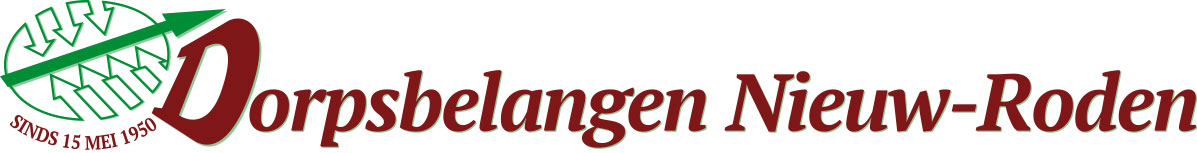 Dorpsbelangen Nieuw-Roden
SINDS 15 MEI 1950